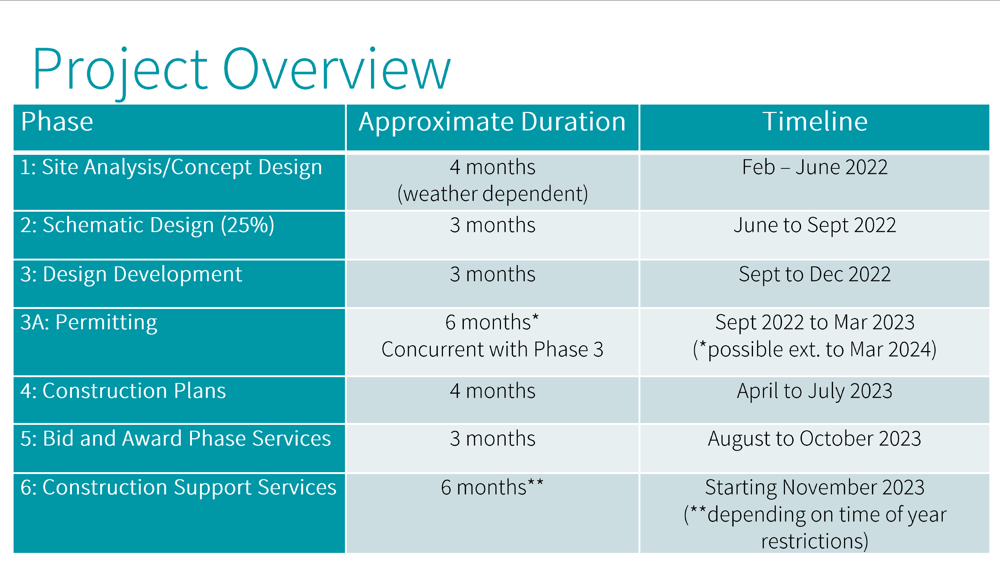 Project Overview
Phase Approximate Duration Timeline
1: Site Analysis/Concept Design 4 months Feb – June 2022
(weather dependent)
2: Schematic Design (25%) 3 months June to Sept 2022
3: Design Development 3 months Sept to Dec 2022
3A: Permitting 6 months* Sept 2022 to Mar 2023
Concurrent with Phase 3 (*possible ext. to Mar 2024)
4: Construction Plans 4 months April to July 2023
5: Bid and Award Phase Services 3 months August to October 2023
6: Construction Support Services 6 months** Starting November 2023
(**depending on time of year
restrictions)